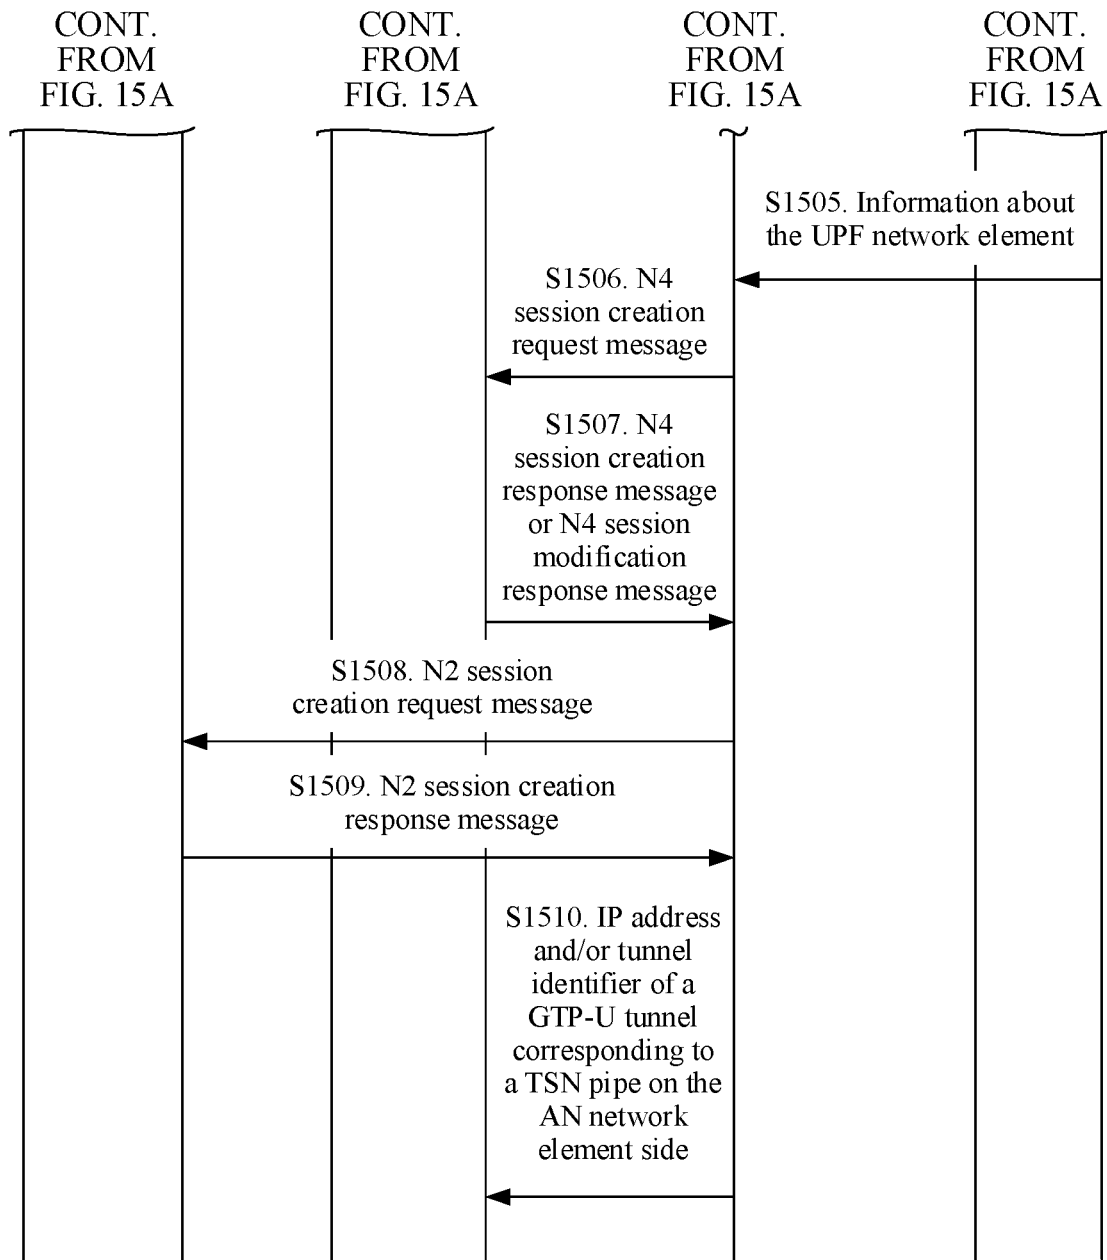 CONT.
FROM
FIG. 15A
CONT.
FROM
FIG. 15A
CONT.
FROM
FIG. 15A
CONT.
FROM
FIG. 15A
S1505. Information about
the UPF network element
S1506. N4
session creation
request message
S1507. N4
session creation
response message
or N4 session
modification
response message
S1508. N2 session
creation request message
S1509. N2 session creation
response message
S1510. IP address
and/or tunnel
identifier of a
GTP-U tunnel
corresponding to
a TSN pipe on the
AN network
element side